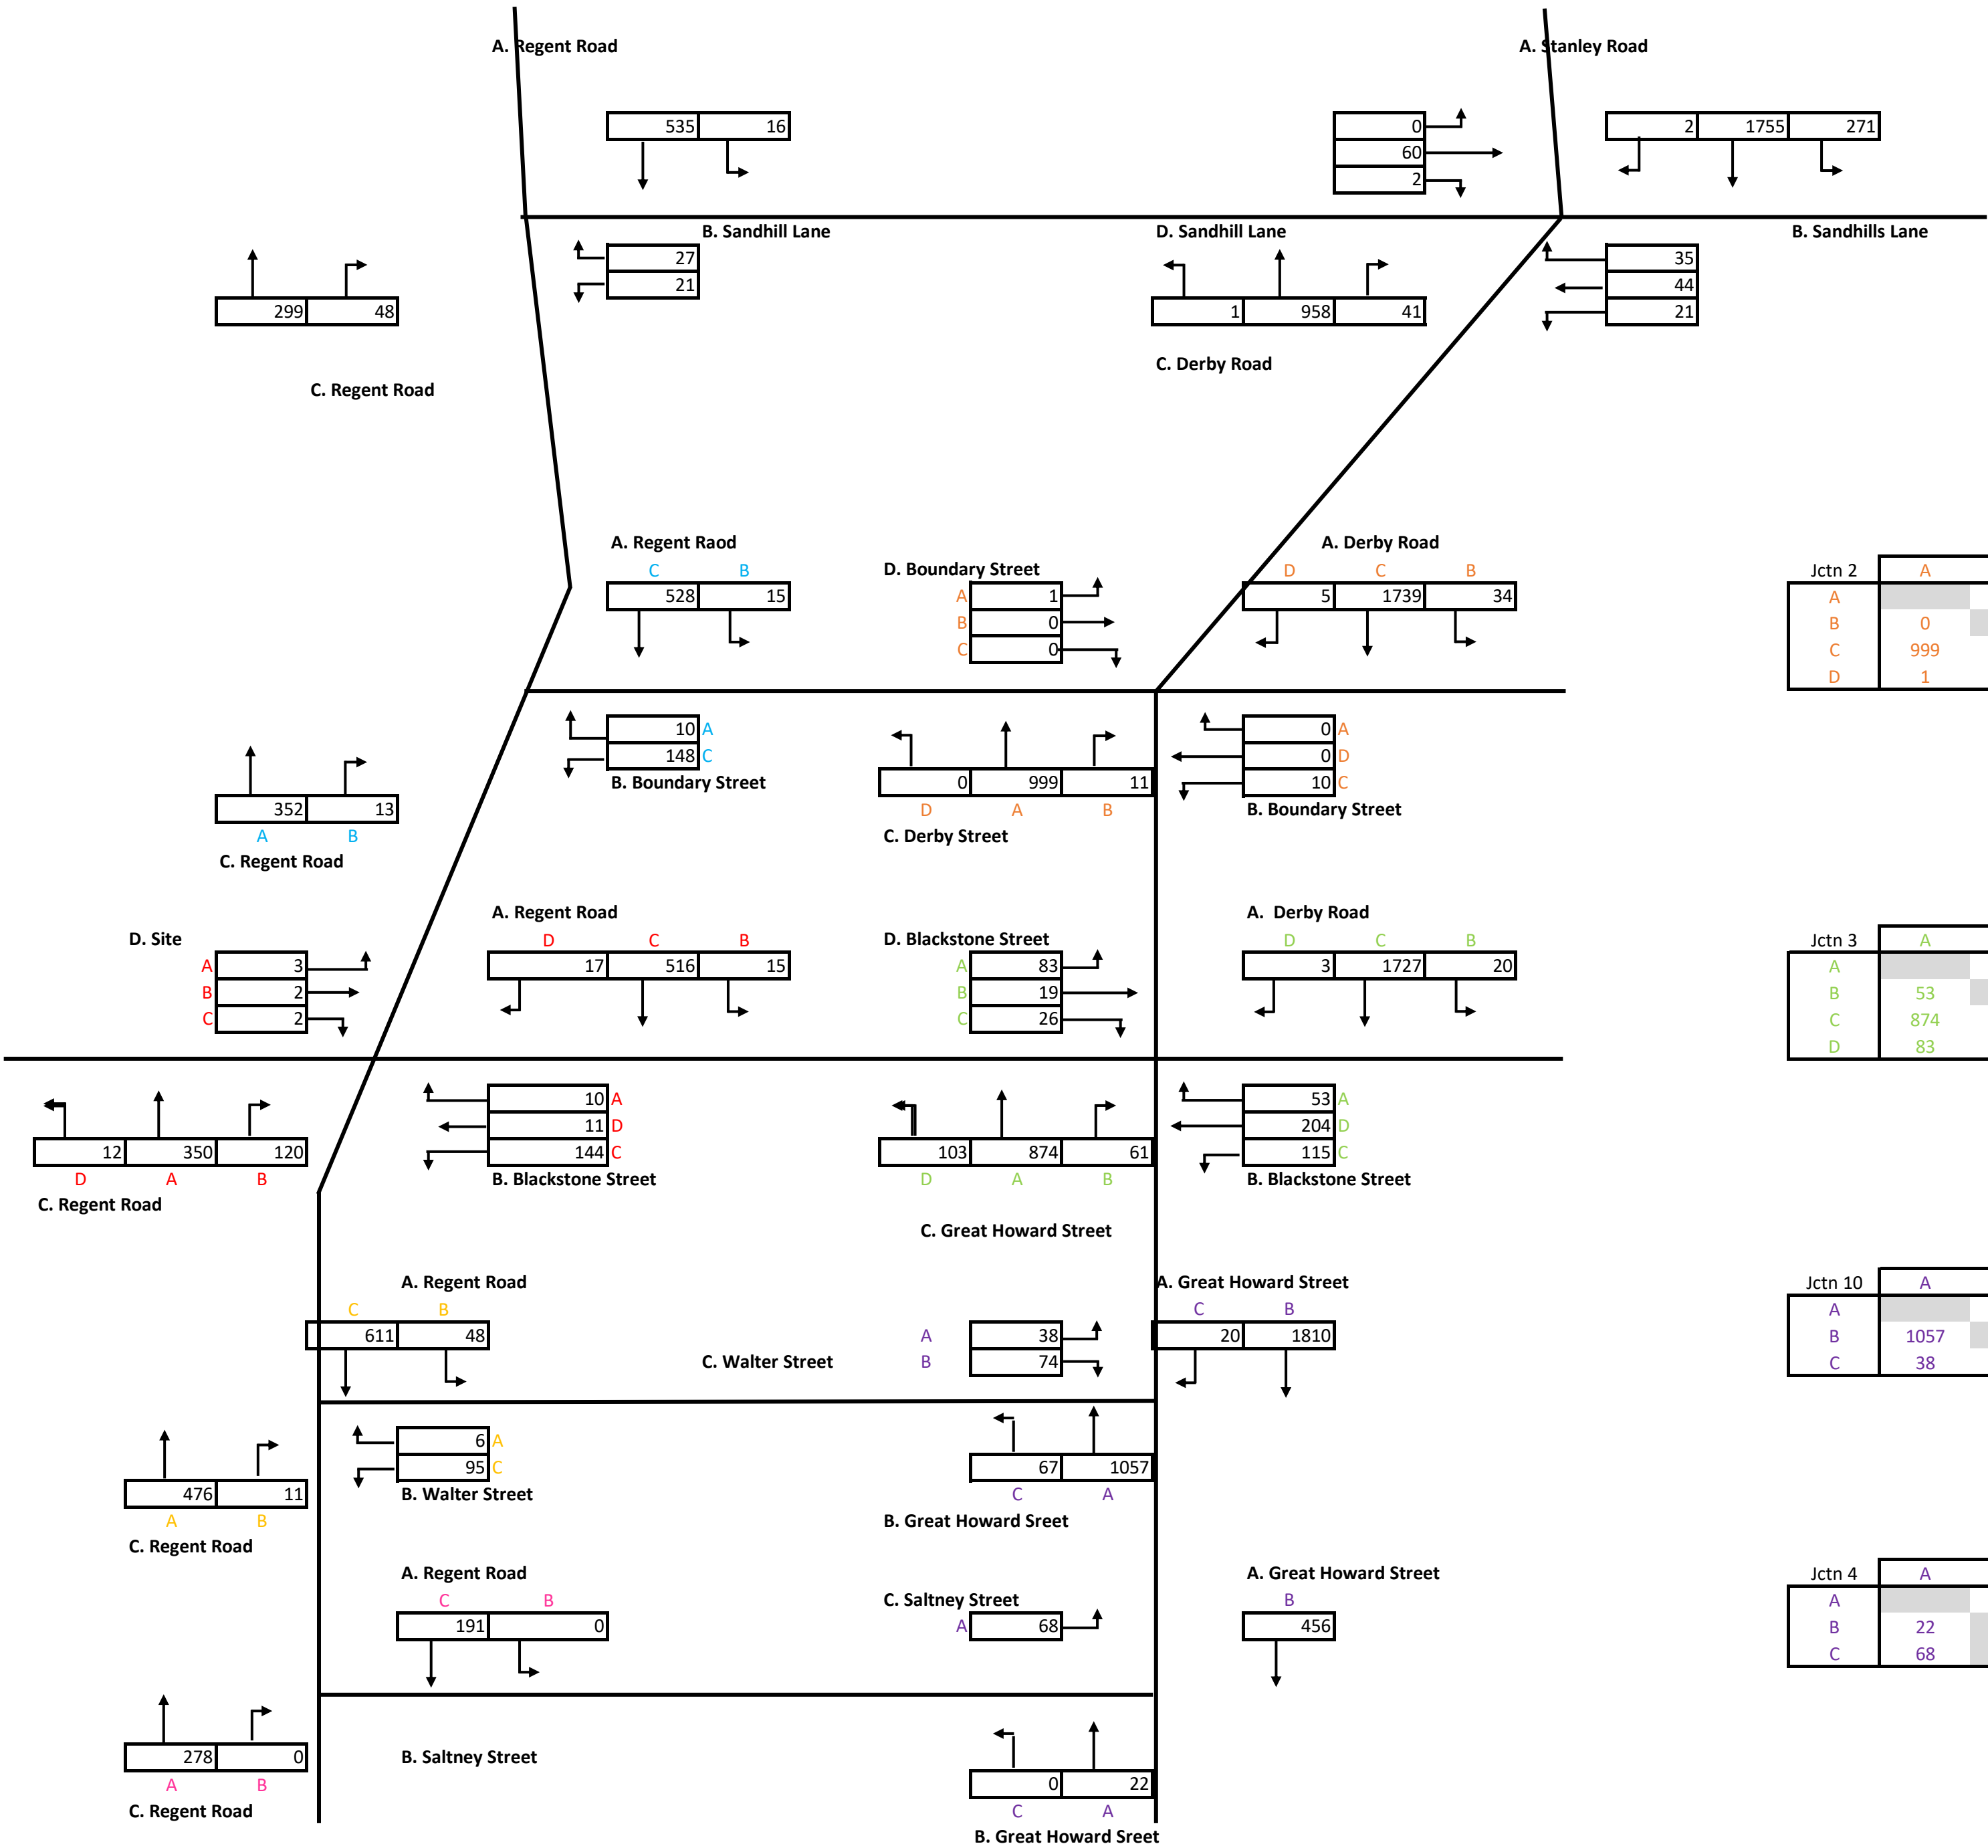 A. Regent Road
A. Stanley Road
535 16
0
60
2
2 1755 271
B. Sandhill Lane
D. Sandhill Lane
B. Sandhills Lane
27
21
35
44
21
299 48
1 958 41
C. Derby Road
C. Regent Road
A. Regent Raod
C B
528 15
D. Boundary Street
A 1
B 0
C 0
A. Derby Road
D C B
5 1739 34
Jctn 2 A
A
B 0
C 999
D 1
10 A
148 C
B. Boundary Street
0 A
0 D
10 C
B. Boundary Street
352 13
A B
C. Regent Road
0 999 11
D A B
C. Derby Street
D. Site
A 3
B 2
C 2
A. Regent Road
D C B
17 516 15
D. Blackstone Street
A 83
B 19
C 26
A. Derby Road
D C B
3 1727 20
Jctn 3 A
A
B 53
C 874
D 83
12 350 120
D A B
C. Regent Road
10 A
11 D
144 C
B. Blackstone Street
103 874 61
D A B
C. Great Howard Street
53 A
204 D
115 C
B. Blackstone Street
A. Regent Road
C B
611 48
C. Walter Street
A 38
B 74
A. Great Howard Street
C B
20 1810
Jctn 10 A
A
B 1057
C 38
6 A
95 C
B. Walter Street
476 11
A B
C. Regent Road
67 1057
C A
B. Great Howard Sreet
A. Regent Road
C B
191 0
C. Saltney Street
A 68
A. Great Howard Street
B
456
Jctn 4 A
A
B 22
C 68
278 0
A B
C. Regent Road
B. Saltney Street
0 22
C A
B. Great Howard Sreet